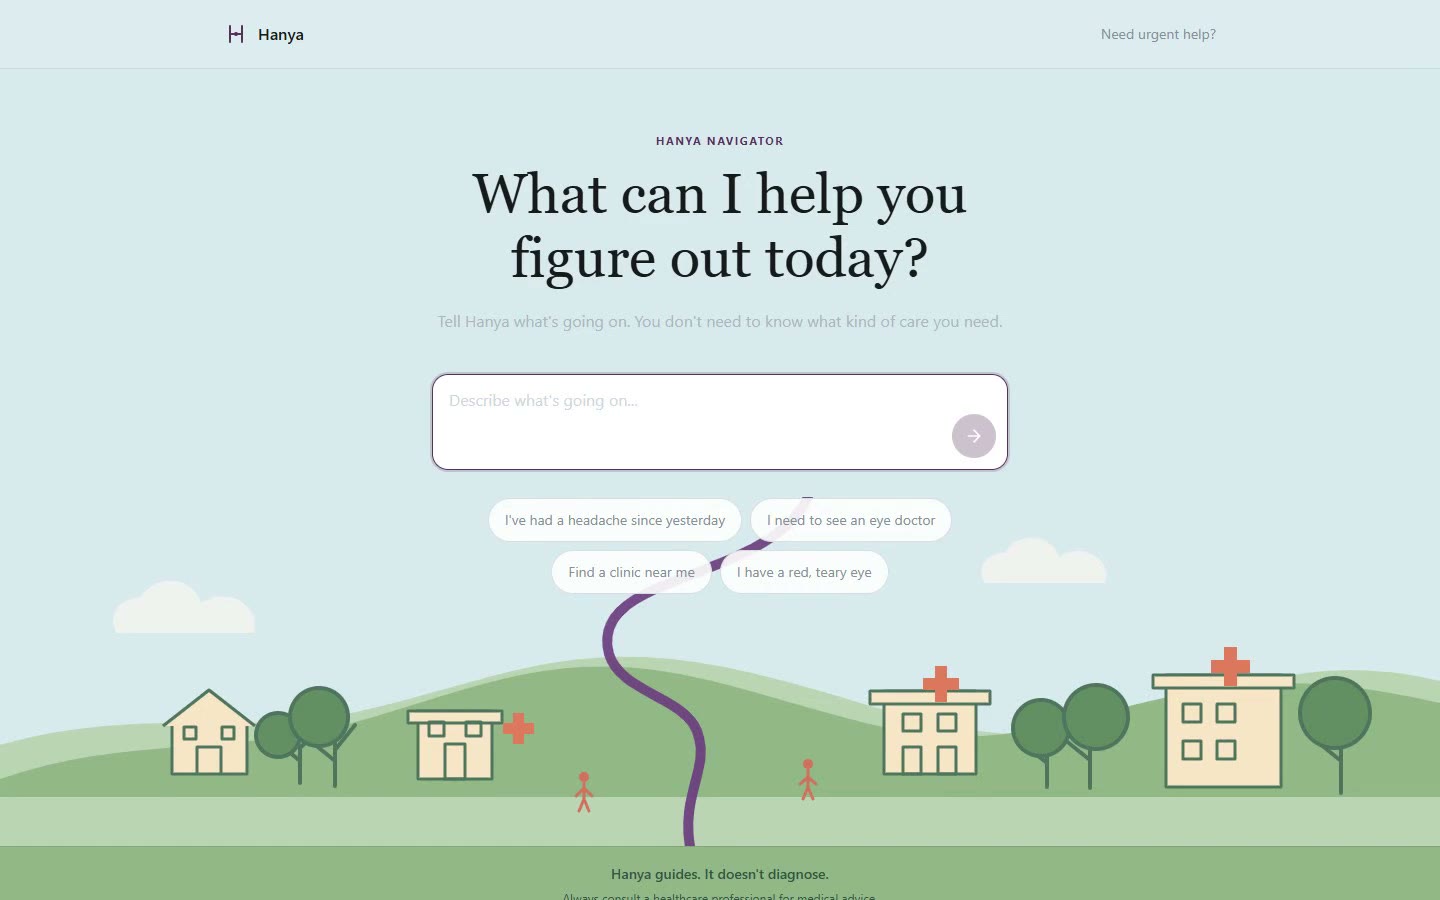 Hanya
Need urgent help?
HANYA NAVIGATOR
What can I help you
figure out today?
Tell Hanya what's going on. You don't need to know what kind of care you need.
Describe what's going on...
I've had a headache since yesterday
I need to see an eye doctor
Find a clinic near me
I have a red, teary eye
Hanya guides. It doesn't diagnose.
Always consult a healthcare professional for medical advice